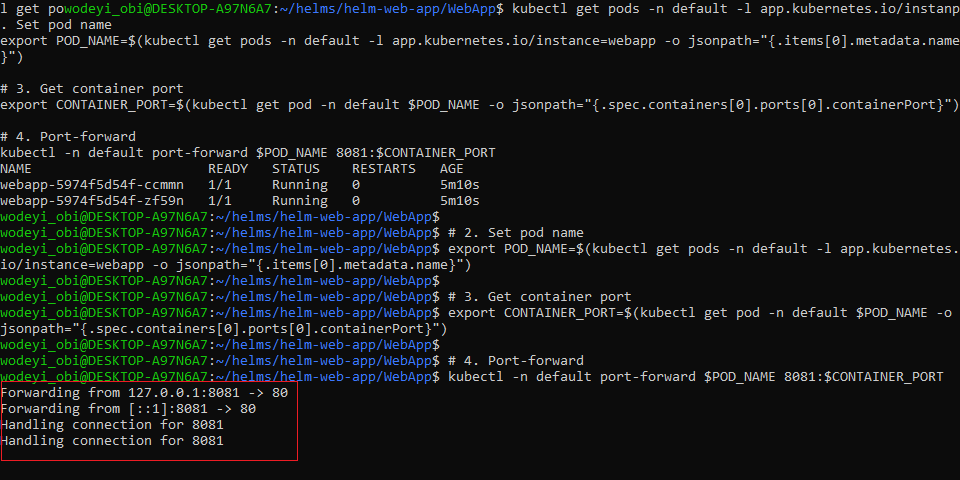 l get powodeyi_obi@DESKTOP-A97N6A7:~/helms/helm-web-app/WebApp$ kubectl get pods -n default -l app.kubernetes.io/instanp
. Set pod name
export POD_NAME=$(kubectl get pods -n default -l app.kubernetes.io/instance=webapp -o jsonpath="{.items[0].metadata.name
}")
# 3. Get container port
export CONTAINER_PORT=$(kubectl get pod -n default $POD_NAME -o jsonpath="{.spec.containers[0].ports[0].containerPort}")
# 4. Port-forward
kubectl -n default port-forward $POD_NAME 8081:$CONTAINER_PORT
NAME READY STATUS RESTARTS AGE
webapp-5974f5d54f-ccmmn 1/1 Running 0 5m10s
webapp-5974f5d54f-zf59n 1/1 Running 0 5m10s
wodeyi_obi@DESKTOP-A97N6A7:~/helms/helm-web-app/WebApp$
wodeyi_obi@DESKTOP-A97N6A7:~/helms/helm-web-app/WebApp$ # 2. Set pod name
wodeyi_obi@DESKTOP-A97N6A7:~/helms/helm-web-app/WebApp$ export POD_NAME=$(kubectl get pods -n default -l app.kubernetes.
io/instance=webapp -o jsonpath="{.items[0].metadata.name}")
wodeyi_obi@DESKTOP-A97N6A7:~/helms/helm-web-app/WebApp$
wodeyi_obi@DESKTOP-A97N6A7:~/helms/helm-web-app/WebApp$ # 3. Get container port
wodeyi_obi@DESKTOP-A97N6A7:~/helms/helm-web-app/WebApp$ export CONTAINER_PORT=$(kubectl get pod -n default $POD_NAME -o
jsonpath="{.spec.containers[0].ports[0].containerPort}")
wodeyi_obi@DESKTOP-A97N6A7:~/helms/helm-web-app/WebApp$
wodeyi_obi@DESKTOP-A97N6A7:~/helms/helm-web-app/WebApp$ # 4. Port-forward
wodeyi_obi@DESKTOP-A97N6A7:~/helms/helm-web-app/WebApp$ kubectl -n default port-forward $POD_NAME 8081:$CONTAINER_PORT
Forwarding from 127.0.0.1:8081 -> 80
Forwarding from [::1]:8081 -> 80
Handling connection for 8081
Handling connection for 8081